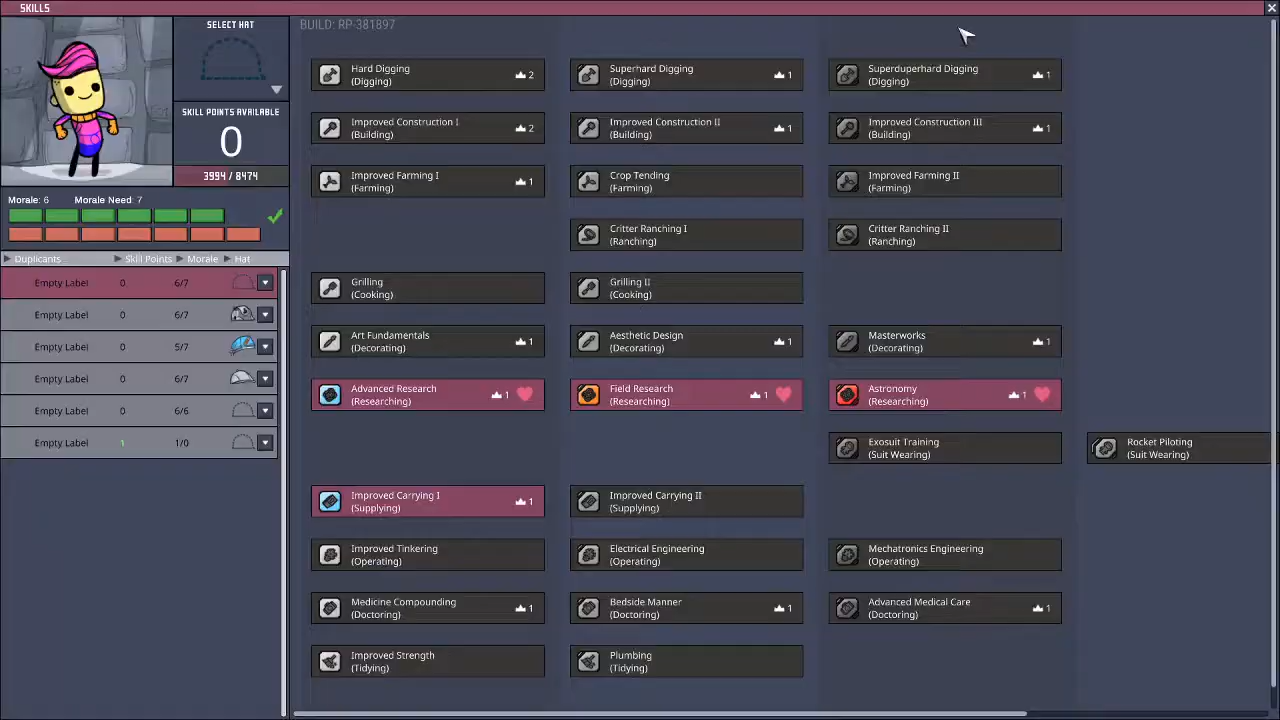 SKILLS
SELECT HAT
SKILL POINTS AVAILABLE
0
3994 / 8474
Morale: 6 Morale Need: 7
Duplicants Skill Points Morale Hat
Empty Label 0 6/7
Empty Label 0 6/7
Empty Label 0 5/7
Empty Label 0 6/7
Empty Label 0 6/6
Empty Label 1 1/0
BUILD: RP-381897
Hard Digging
(Digging)
2
Superhard Digging
(Digging)
1
Superduperhard Digging
(Digging)
1
Improved Construction I
(Building)
2
Improved Construction II
(Building)
1
Improved Construction III
(Building)
1
Improved Farming I
(Farming)
1
Crop Tending
(Farming)
Improved Farming II
(Farming)
Critter Ranching I
(Ranching)
Critter Ranching II
(Ranching)
Grilling
(Cooking)
Grilling II
(Cooking)
Art Fundamentals
(Decorating)
1
Aesthetic Design
(Decorating)
1
Masterworks
(Decorating)
1
Advanced Research
(Researching)
1
Field Research
(Researching)
1
Astronomy
(Researching)
1
Exosuit Training
(Suit Wearing)
Rocket Piloting
(Suit Wearing)
Improved Carrying I
(Supplying)
1
Improved Carrying II
(Supplying)
Improved Tinkering
(Operating)
Electrical Engineering
(Operating)
Mechatronics Engineering
(Operating)
Medicine Compounding
(Doctoring)
1
Bedside Manner
(Doctoring)
1
Advanced Medical Care
(Doctoring)
1
Improved Strength
(Tidying)
Plumbing
(Tidying)